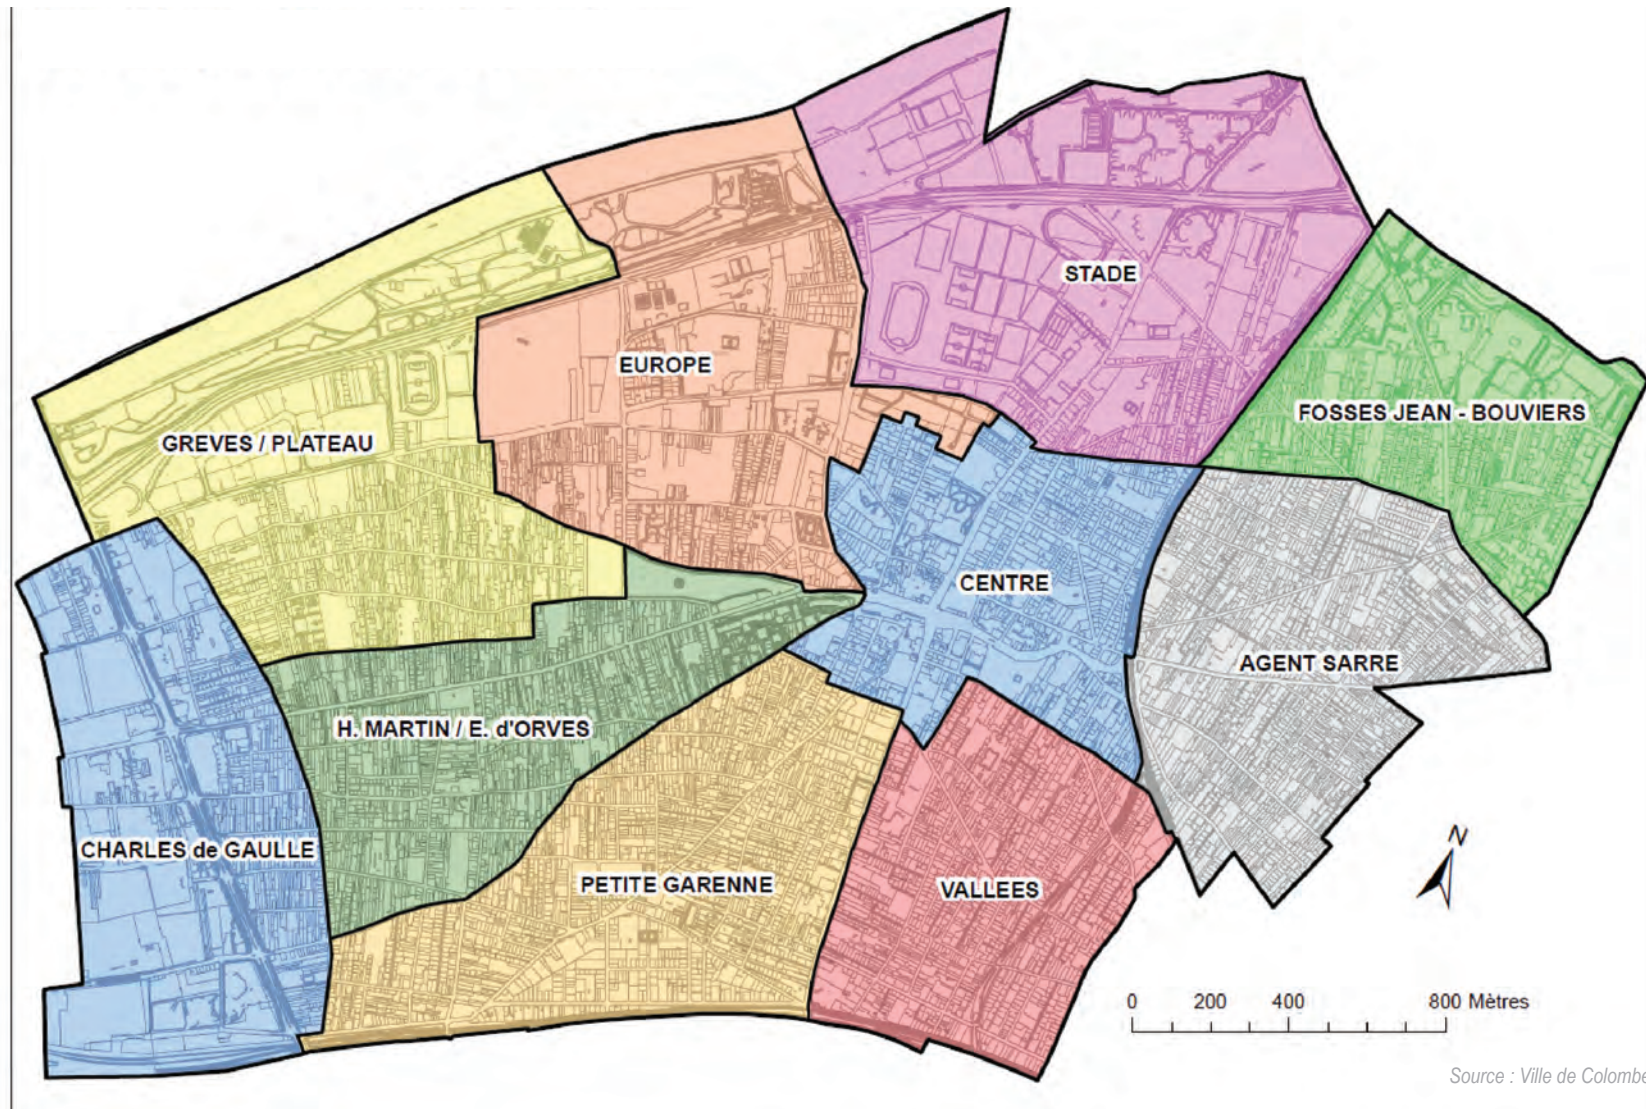 STADE
EUROPE
FOSSES JEAN - BOUVIERS
GREVES / PLATEAU
CENTRE
AGENT SARRE
H. MARTIN / E. d'ORVES
CHARLES de GAULLE
PETITE GARENNE
VALLEES
N
0 200 400 800 Mètres
Source : Ville de Colombe